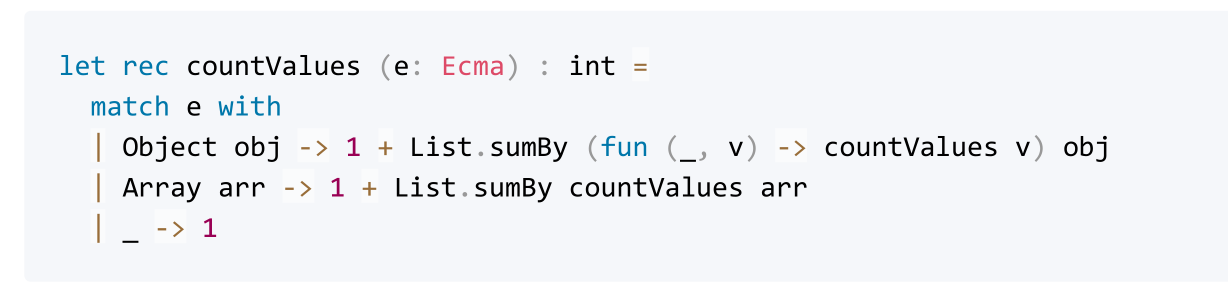 let rec countValues (e: Ecma) : int =
  match e with
  | Object obj -> 1 + List.sumBy (fun (_, v) -> countValues v) obj
  | Array arr -> 1 + List.sumBy countValues arr
  | _ -> 1